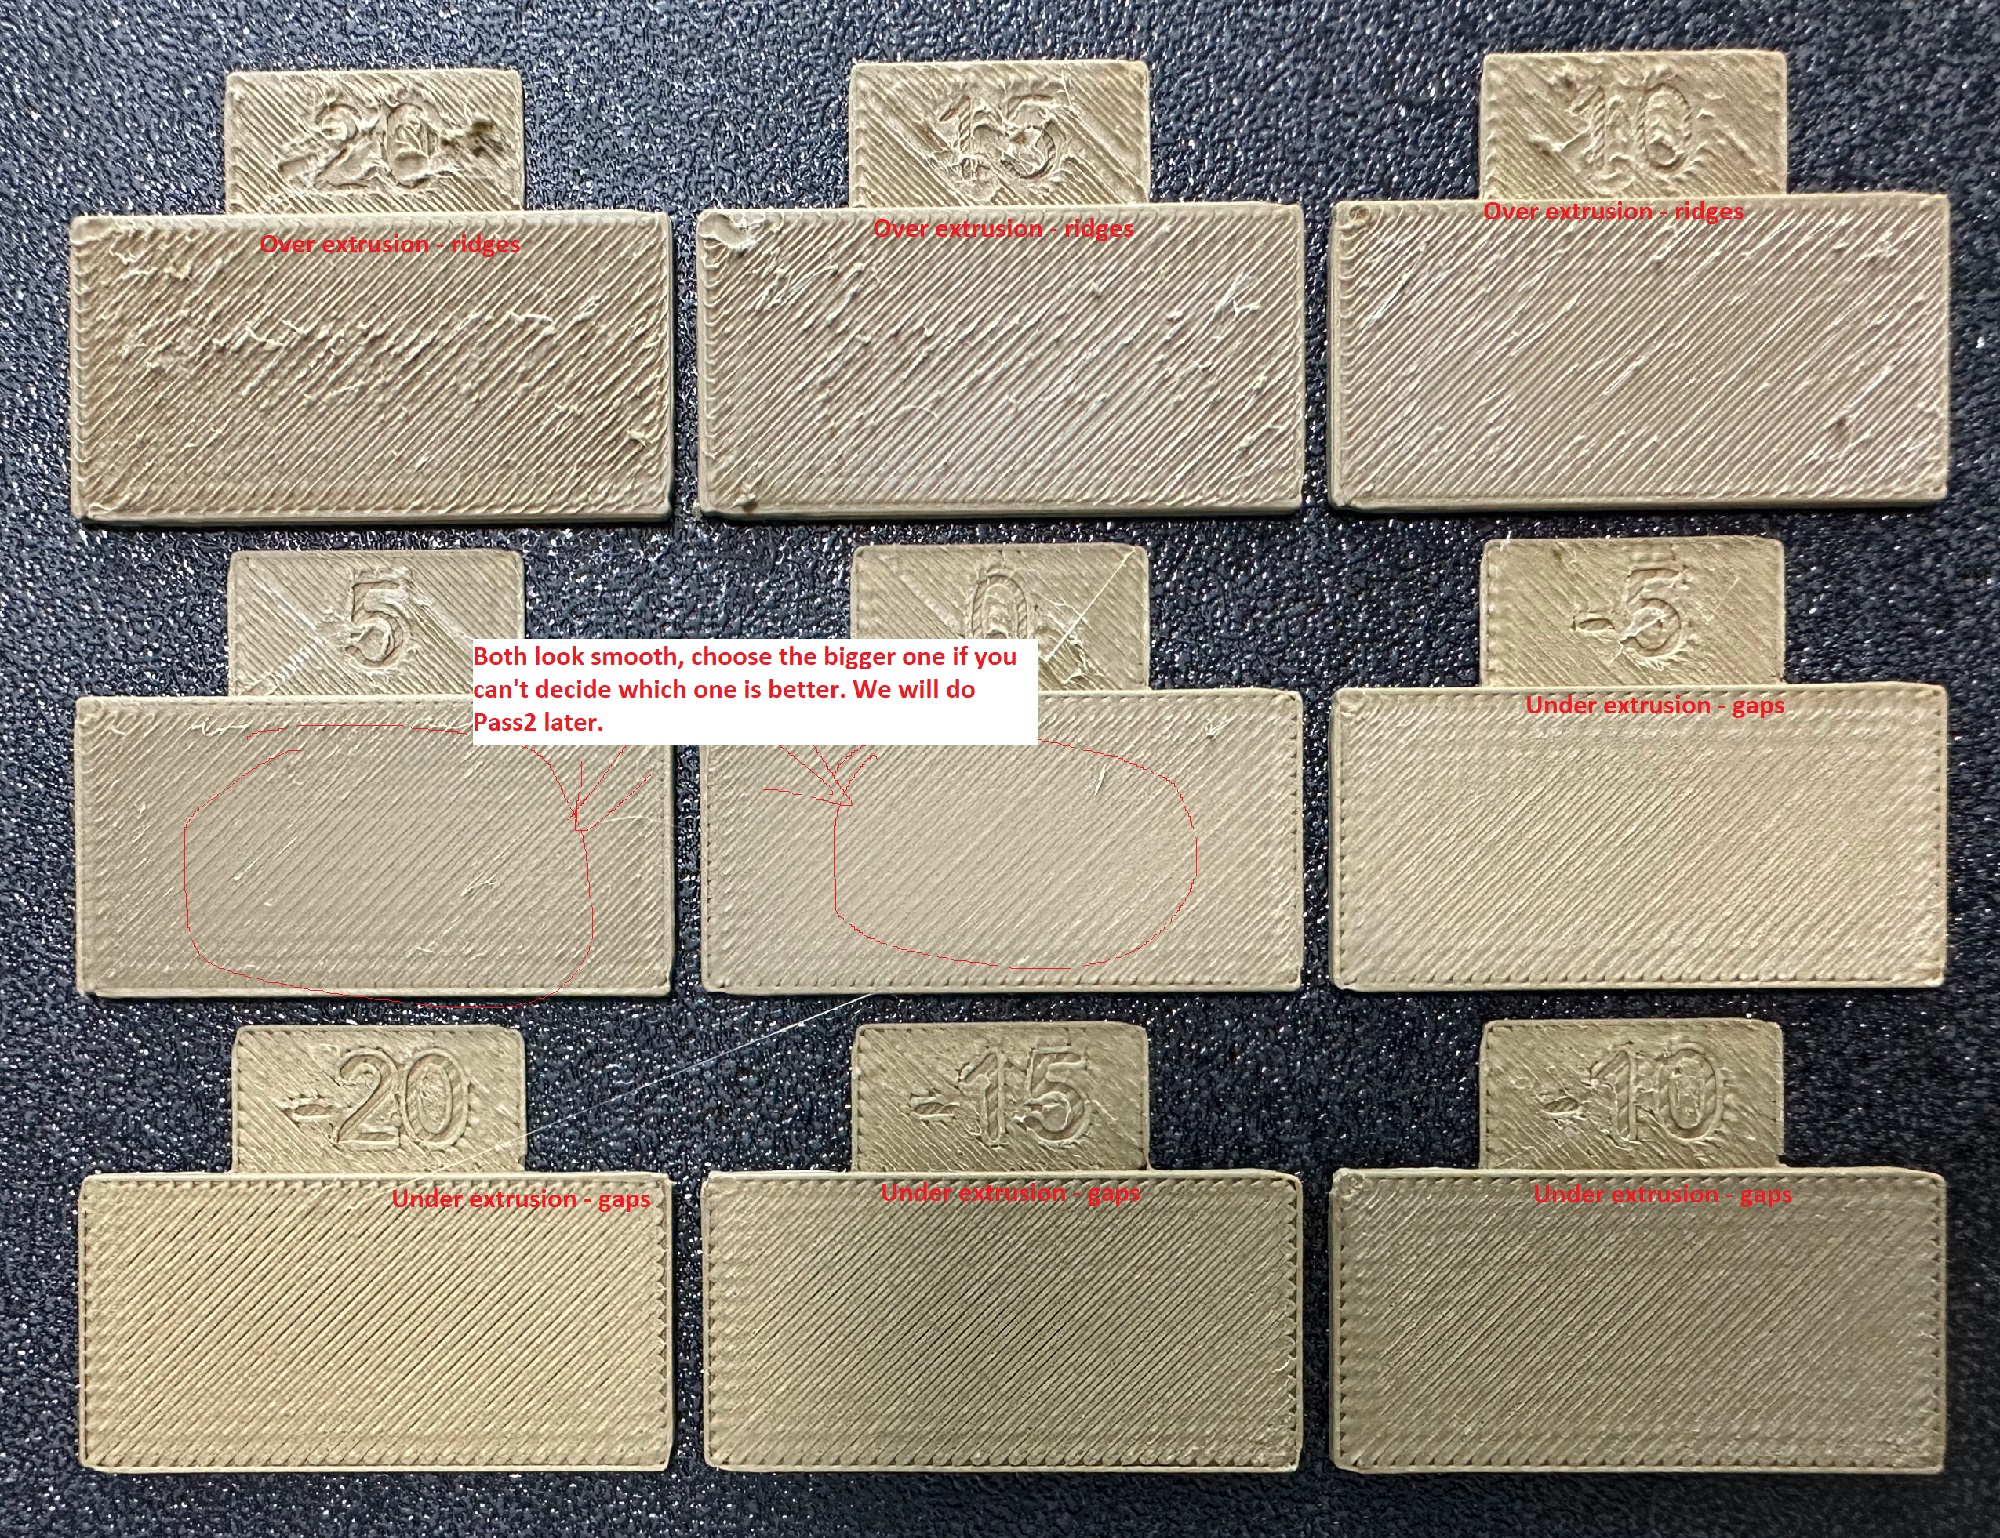 20
15
10
Over extrusion - ridges
Over extrusion - ridges
Over extrusion - ridges
5
0
-5
Both look smooth, choose the bigger one if you
can't decide which one is better. We will do
Pass2 later.
Under extrusion - gaps
-20
-15
-10
Under extrusion - gaps
Under extrusion - gaps
Under extrusion - gaps